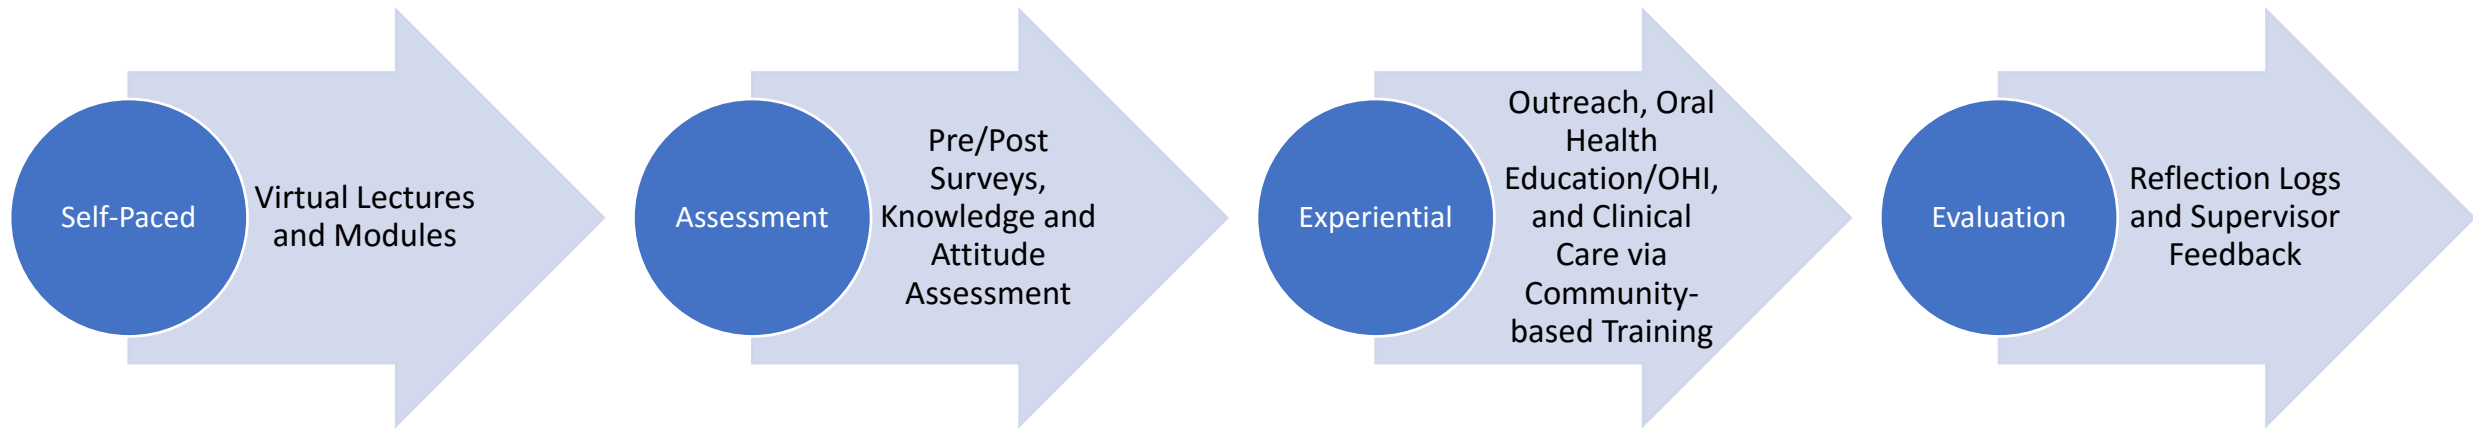 Self-Paced
Virtual Lectures
and Modules
Assessment
Pre/Post
Surveys,
Knowledge and
Attitude
Assessment
Experiential
Outreach, Oral
Health
Education/OHI,
and Clinical
Care via
Community-
based Training
Evaluation
Reflection Logs
and Supervisor
Feedback